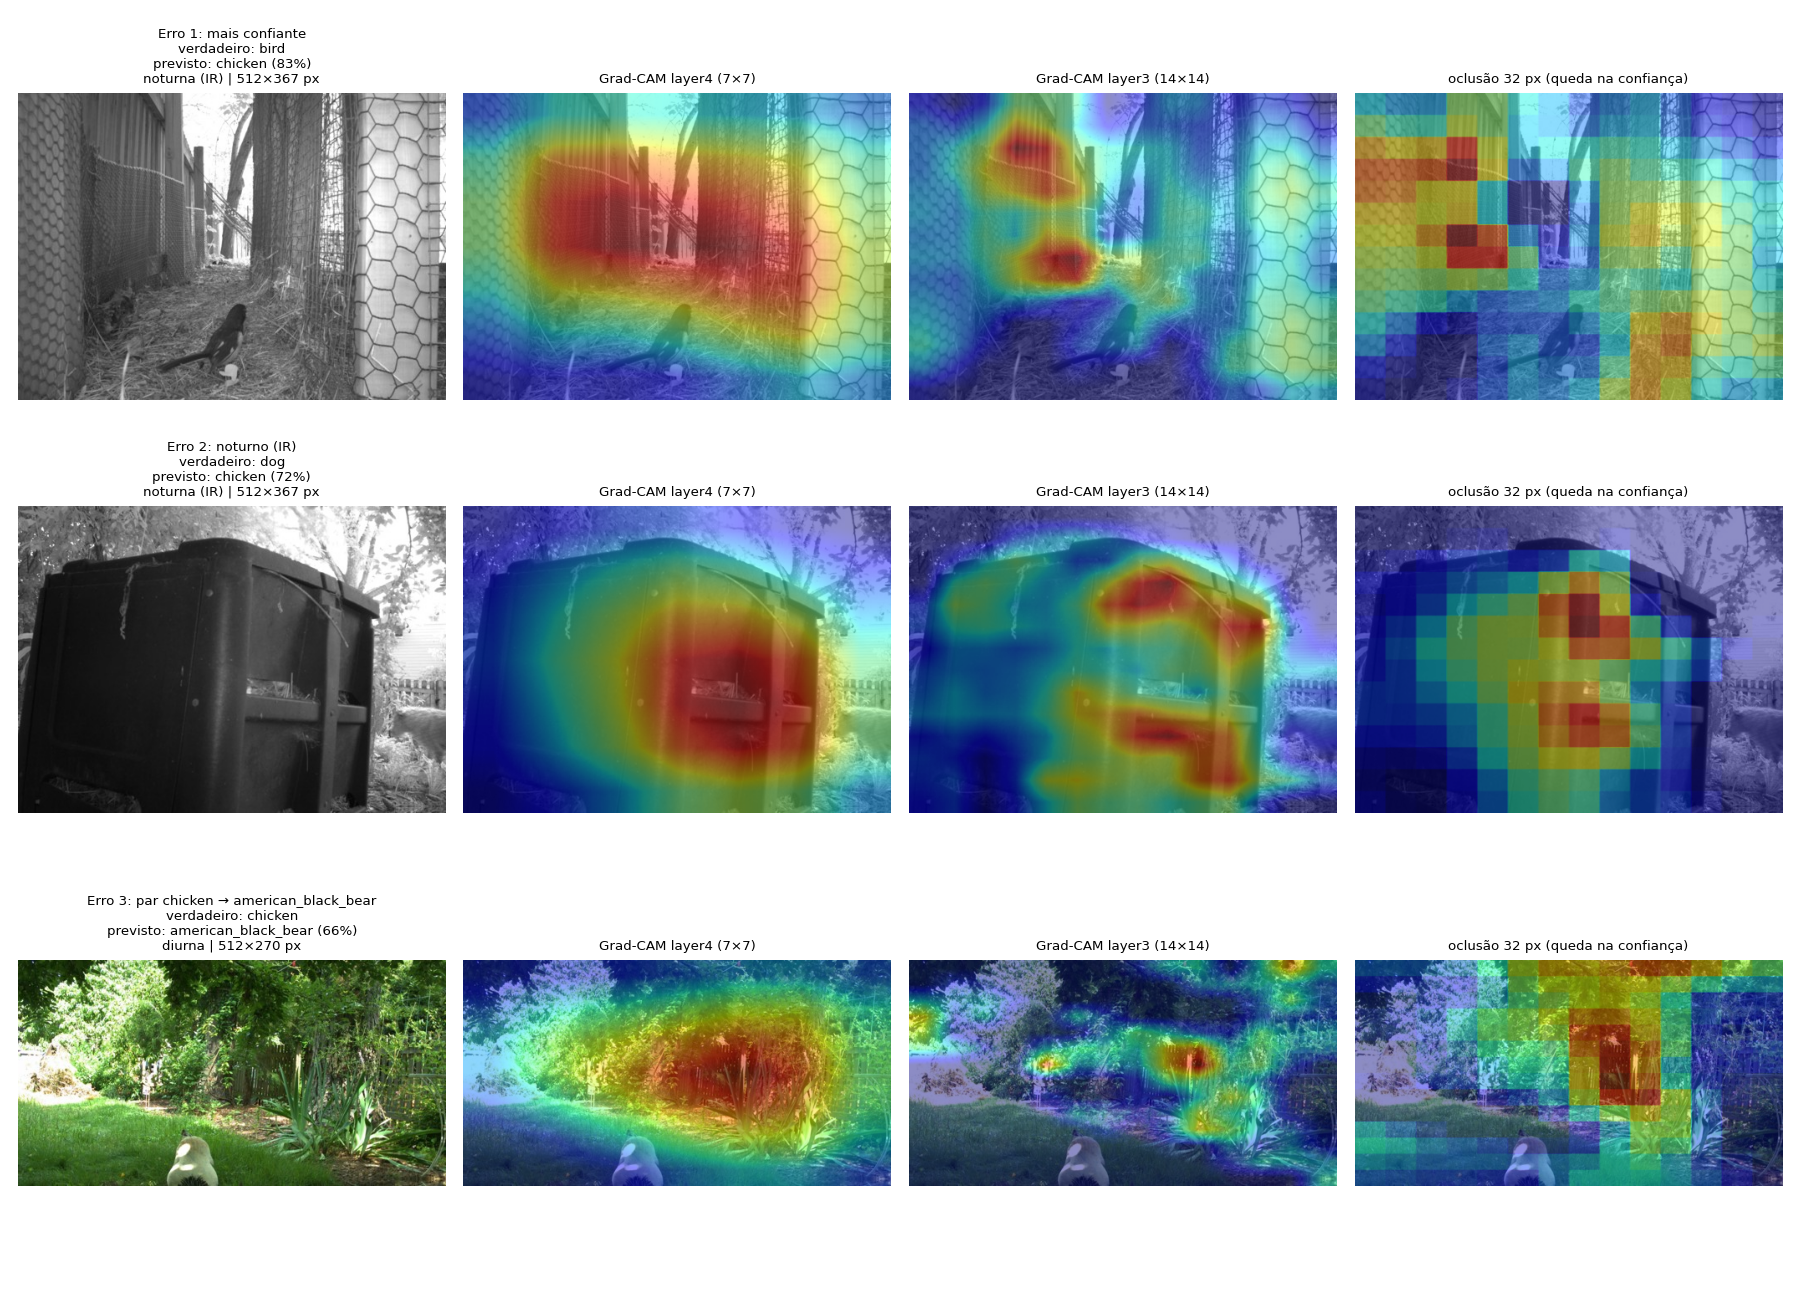 Erro 1: mais confiante
verdadeiro: bird
previsto: chicken (83%)
noturna (IR) | 512×367 px
Grad-CAM layer4 (7×7)
Grad-CAM layer3 (14×14)
oclusão 32 px (queda na confiança)
Erro 2: noturno (IR)
verdadeiro: dog
previsto: chicken (72%)
noturna (IR) | 512×367 px
Grad-CAM layer4 (7×7)
Grad-CAM layer3 (14×14)
oclusão 32 px (queda na confiança)
Erro 3: par chicken → american_black_bear
verdadeiro: chicken
previsto: american_black_bear (66%)
diurna | 512×270 px
Grad-CAM layer4 (7×7)
Grad-CAM layer3 (14×14)
oclusão 32 px (queda na confiança)